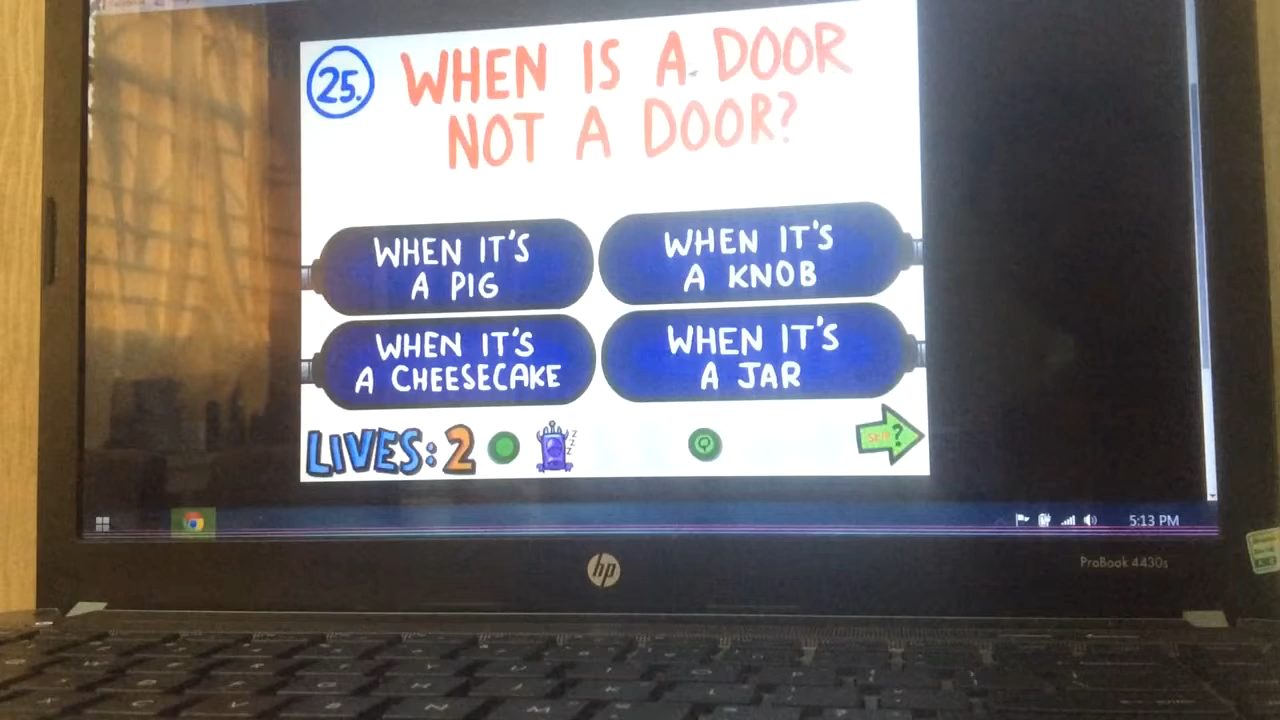 25.
WHEN IS A DOOR
NOT A DOOR?
WHEN IT'S
A PIG
WHEN IT'S
A KNOB
WHEN IT'S
A CHEESECAKE
WHEN IT'S
A JAR
LIVES: 2
z
z
z
SKIP?
5:13 PM
hp
ProBook 4430s